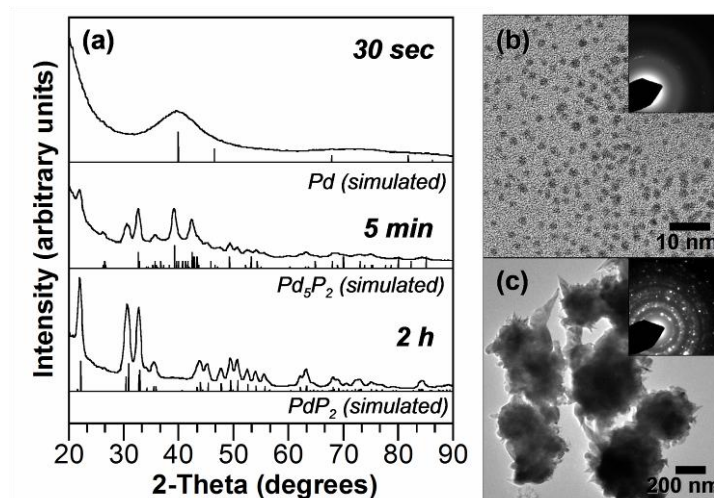 (a)
30 sec
Pd (simulated)
5 min
Pd₅P₂ (simulated)
2 h
PdP₂ (simulated)
Intensity (arbitrary units)
20 30 40 50 60 70 80 90
2-Theta (degrees)
(b)
10 nm
(c)
200 nm